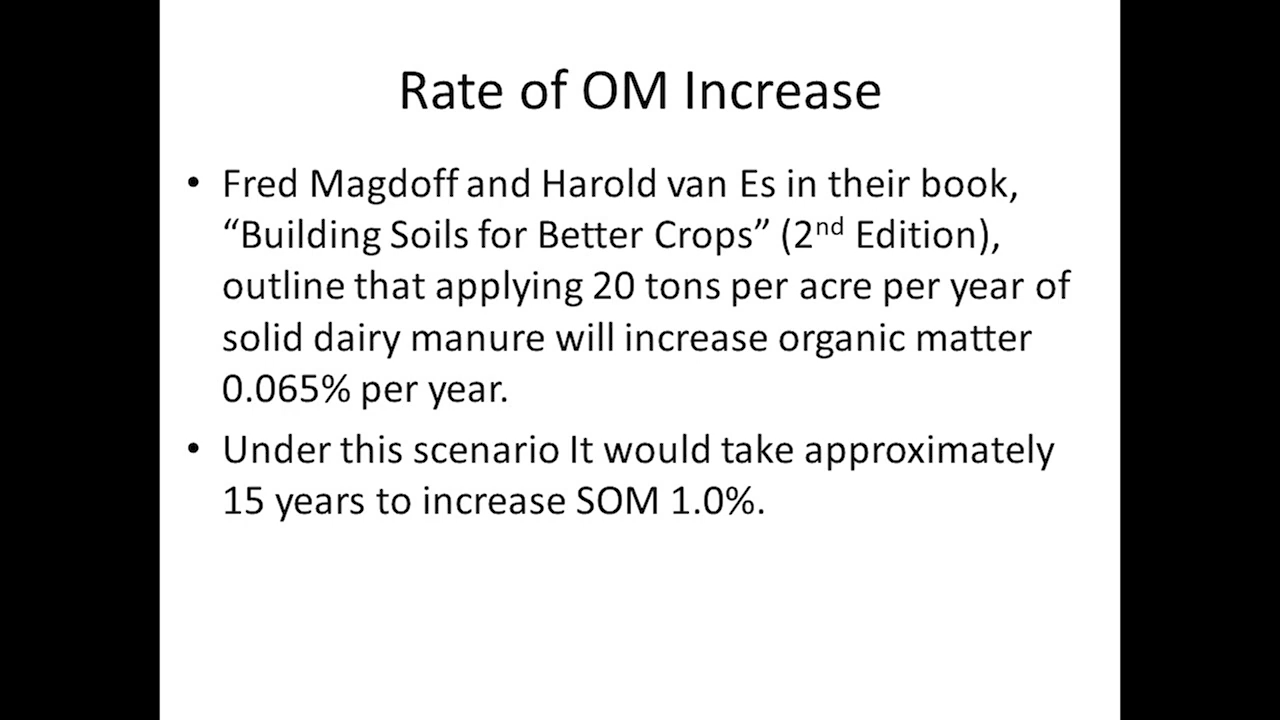 Rate of OM Increase
• Fred Magdoff and Harold van Es in their book,
“Building Soils for Better Crops” (2nd Edition),
outline that applying 20 tons per acre per year of
solid dairy manure will increase organic matter
0.065% per year.
• Under this scenario It would take approximately
15 years to increase SOM 1.0%.